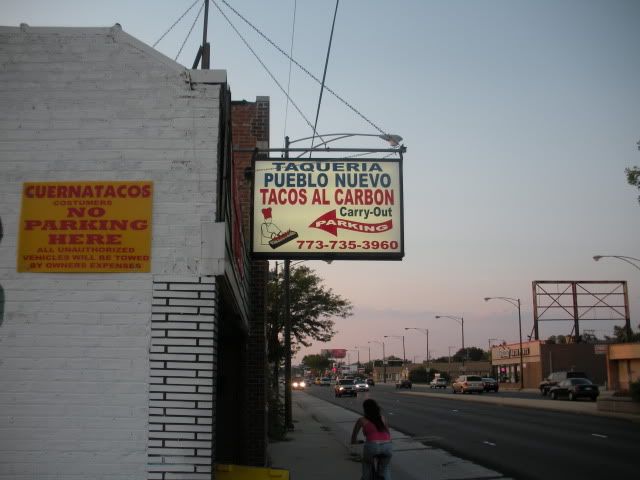 CUERNATACOS
COSTUMERS
NO
PARKING
HERE
ALL UNAUTHORIZED
VEHICLES WILL BE TOWED
BY OWNERS EXPENSES
TAQUERIA
PUEBLO NUEVO
TACOS AL CARBON
Carry-Out
PARKING
773-735-3960